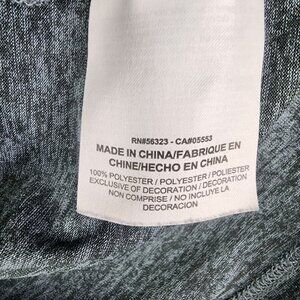 RN#56323 - CA#05553
MADE IN CHINA/FABRIQUE EN
CHINE/HECHO EN CHINA
100% POLYESTER / POLYESTER / POLIÉSTER
EXCLUSIVE OF DECORATION / DECORATION
NON COMPRISE / NO INCLUYE LA
DECORACION